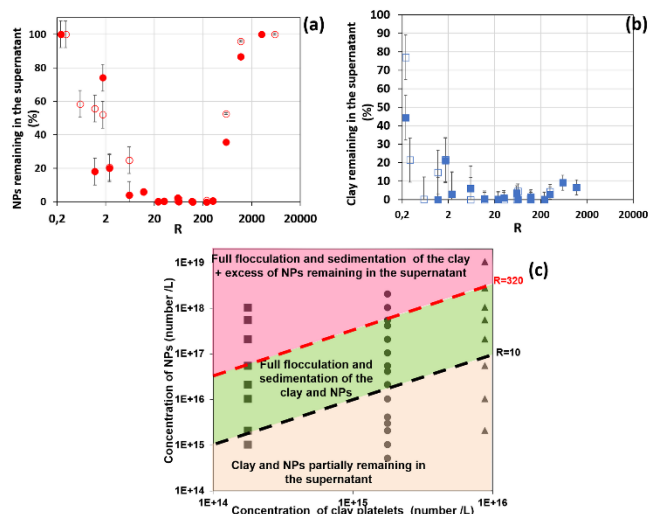 (a)
NPs remaining in the supernatant
(%)
100
80
60
40
20
0
0,2
2
20
200
2000
20000
R
(b)
Clay remaining in the supernatant
(%)
100
90
80
70
60
50
40
30
20
10
0
0,2
2
20
200
2000
20000
R
(c)
Concentration of NPs (number /L)
1E+19
1E+18
1E+17
1E+16
1E+15
1E+14
Full flocculation and sedimentation of the clay
+ excess of NPs remaining in the supernatant
R=320
Full flocculation and
sedimentation of the
clay and NPs
R=10
Clay and NPs partially remaining in
the supernatant
1E+14
1E+15
1E+16
Concentration of clay platelets (number /L)